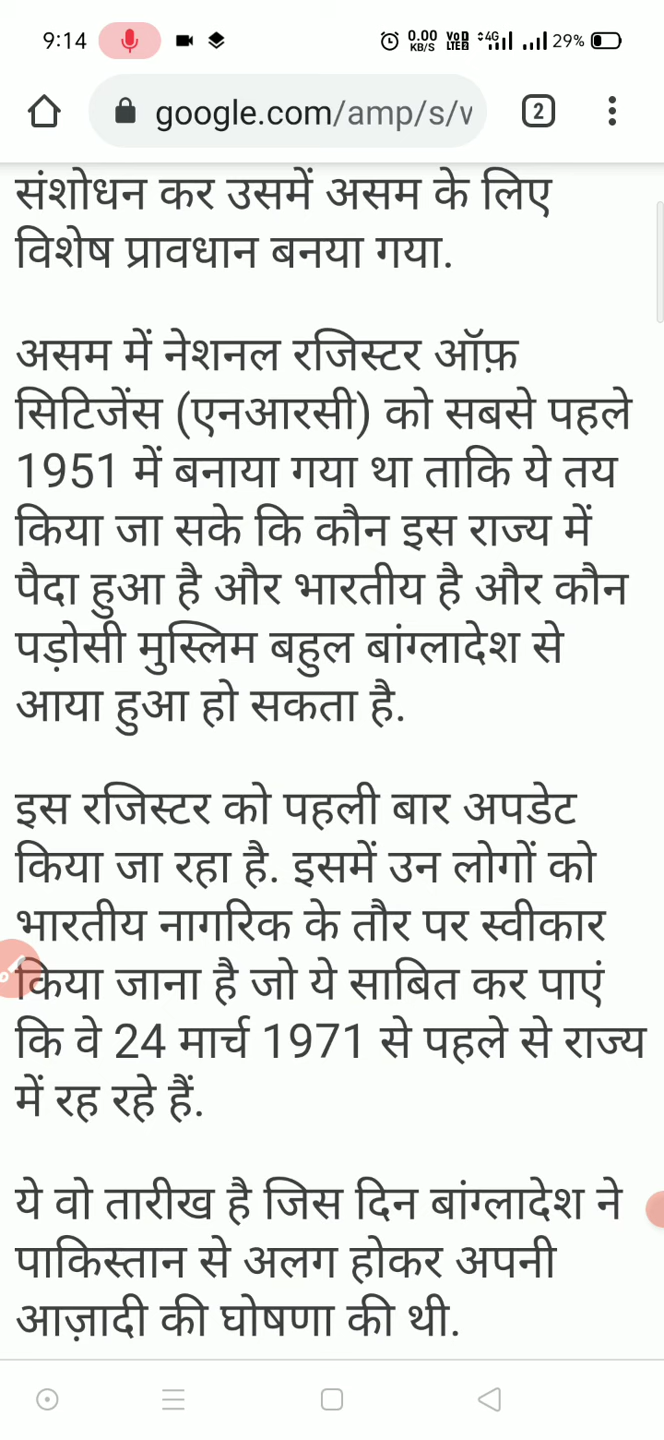 9:14
0.00
KB/S
Vo
LTE2
4G
29%
google.com/amp/s/v
2
संशोधन कर उसमें असम के लिए
विशेष प्रावधान बनया गया.
असम में नेशनल रजिस्टर ऑफ़
सिटिजेंस (एनआरसी) को सबसे पहले
1951 में बनाया गया था ताकि ये तय
किया जा सके कि कौन इस राज्य में
पैदा हुआ है और भारतीय है और कौन
पड़ोसी मुस्लिम बहुल बांग्लादेश से
आया हुआ हो सकता है.
इस रजिस्टर को पहली बार अपडेट
किया जा रहा है. इसमें उन लोगों को
भारतीय नागरिक के तौर पर स्वीकार
किया जाना है जो ये साबित कर पाएं
कि वे 24 मार्च 1971 से पहले से राज्य
में रह रहे हैं.
ये वो तारीख है जिस दिन बांग्लादेश ने
पाकिस्तान से अलग होकर अपनी
आज़ादी की घोषणा की थी.